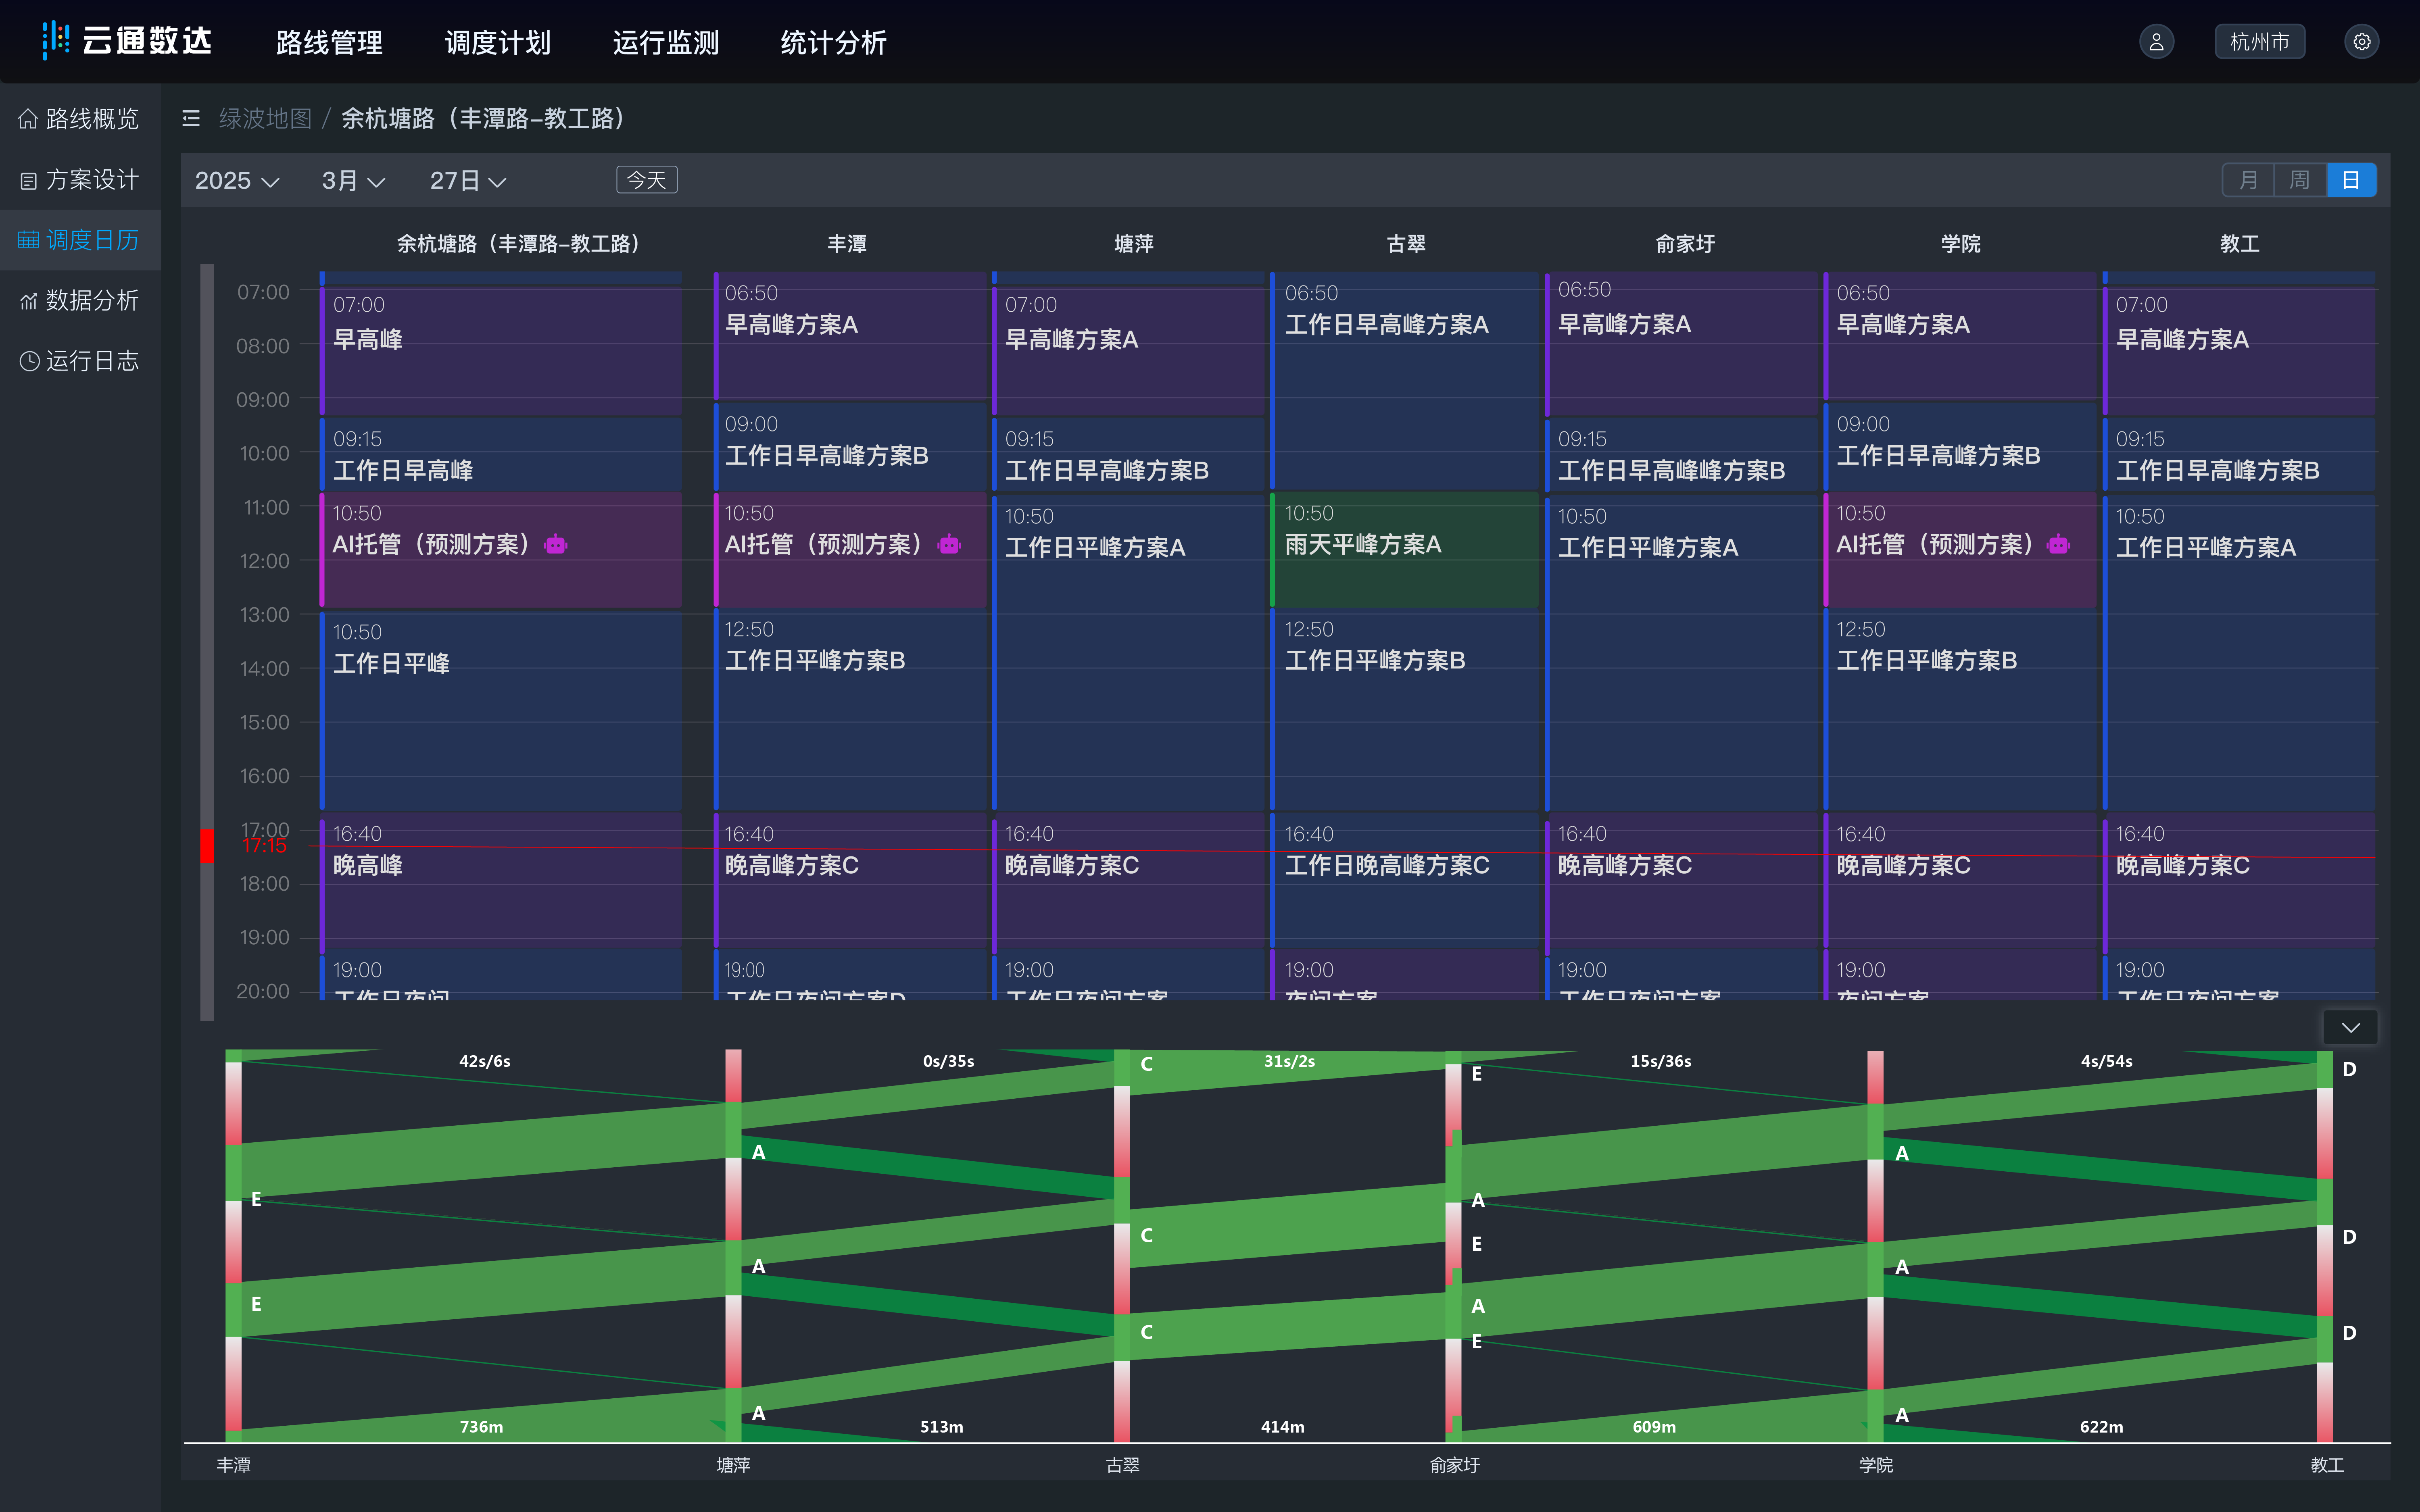 云通数达 路线管理 调度计划 运行监测 统计分析 杭州市
路线概览
方案设计
调度日历
数据分析
运行日志
绿波地图 / 余杭塘路（丰潭路–教工路）
2025 3月 27日 今天 月 周 日
余杭塘路（丰潭路–教工路） 丰潭 塘萍 古翠 俞家圩 学院 教工
07:00
08:00
09:00
10:00
11:00
12:00
13:00
14:00
15:00
16:00
17:00
17:15
18:00
19:00
20:00
07:00
早高峰
09:15
工作日早高峰
10:50
AI托管（预测方案）
10:50
工作日平峰
16:40
晚高峰
19:00
工作日夜间
06:50
早高峰方案A
09:00
工作日早高峰方案B
10:50
AI托管（预测方案）
12:50
工作日平峰方案B
16:40
晚高峰方案C
19:00
工作日夜间方案D
07:00
早高峰方案A
09:15
工作日早高峰方案B
10:50
工作日平峰方案A
16:40
晚高峰方案C
19:00
工作日夜间方案
06:50
工作日早高峰方案A
10:50
雨天平峰方案A
12:50
工作日平峰方案B
16:40
工作日晚高峰方案C
19:00
夜间方案
06:50
早高峰方案A
09:15
工作日早高峰峰方案B
10:50
工作日平峰方案A
16:40
晚高峰方案C
19:00
工作日夜间方案
06:50
早高峰方案A
09:00
工作日早高峰方案B
10:50
AI托管（预测方案）
12:50
工作日平峰方案B
16:40
晚高峰方案C
19:00
夜间方案
07:00
早高峰方案A
09:15
工作日早高峰方案B
10:50
工作日平峰方案A
16:40
晚高峰方案C
19:00
工作日夜间方案
42s/6s 0s/35s 31s/2s 15s/36s 4s/54s
E
E
A
A
A
C
C
C
E
A
E
A
E
A
A
A
D
D
D
736m 513m 414m 609m 622m
丰潭 塘萍 古翠 俞家圩 学院 教工